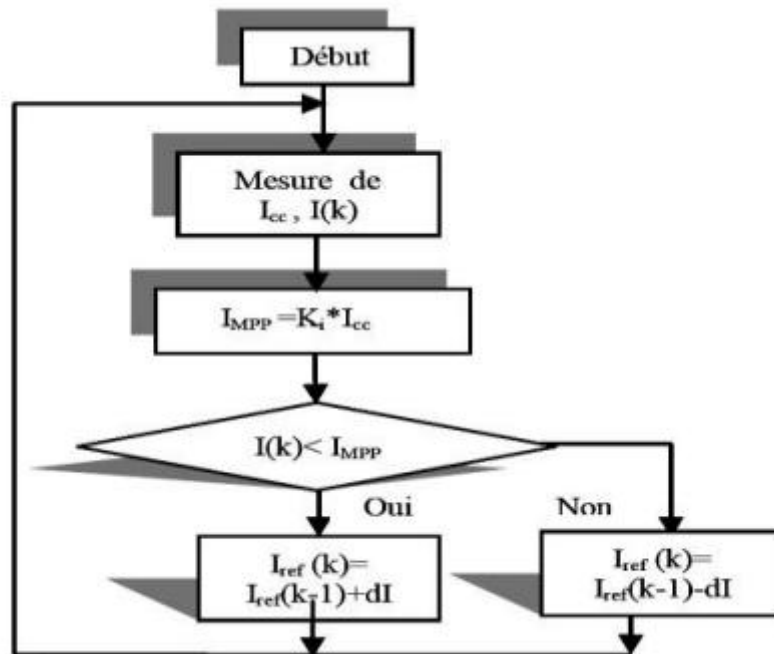 Début
Mesure de
Icc , I(k)
IMPP =Ki*Icc
I(k)< IMPP
Oui
Non
Iref (k)=
Iref(k-1)+dI
Iref (k)=
Iref(k-1)-dI